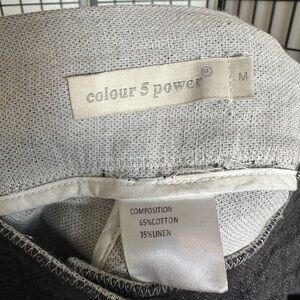 colour 5 power®
M
COMPOSITION:
65%COTTON
35%LINEN